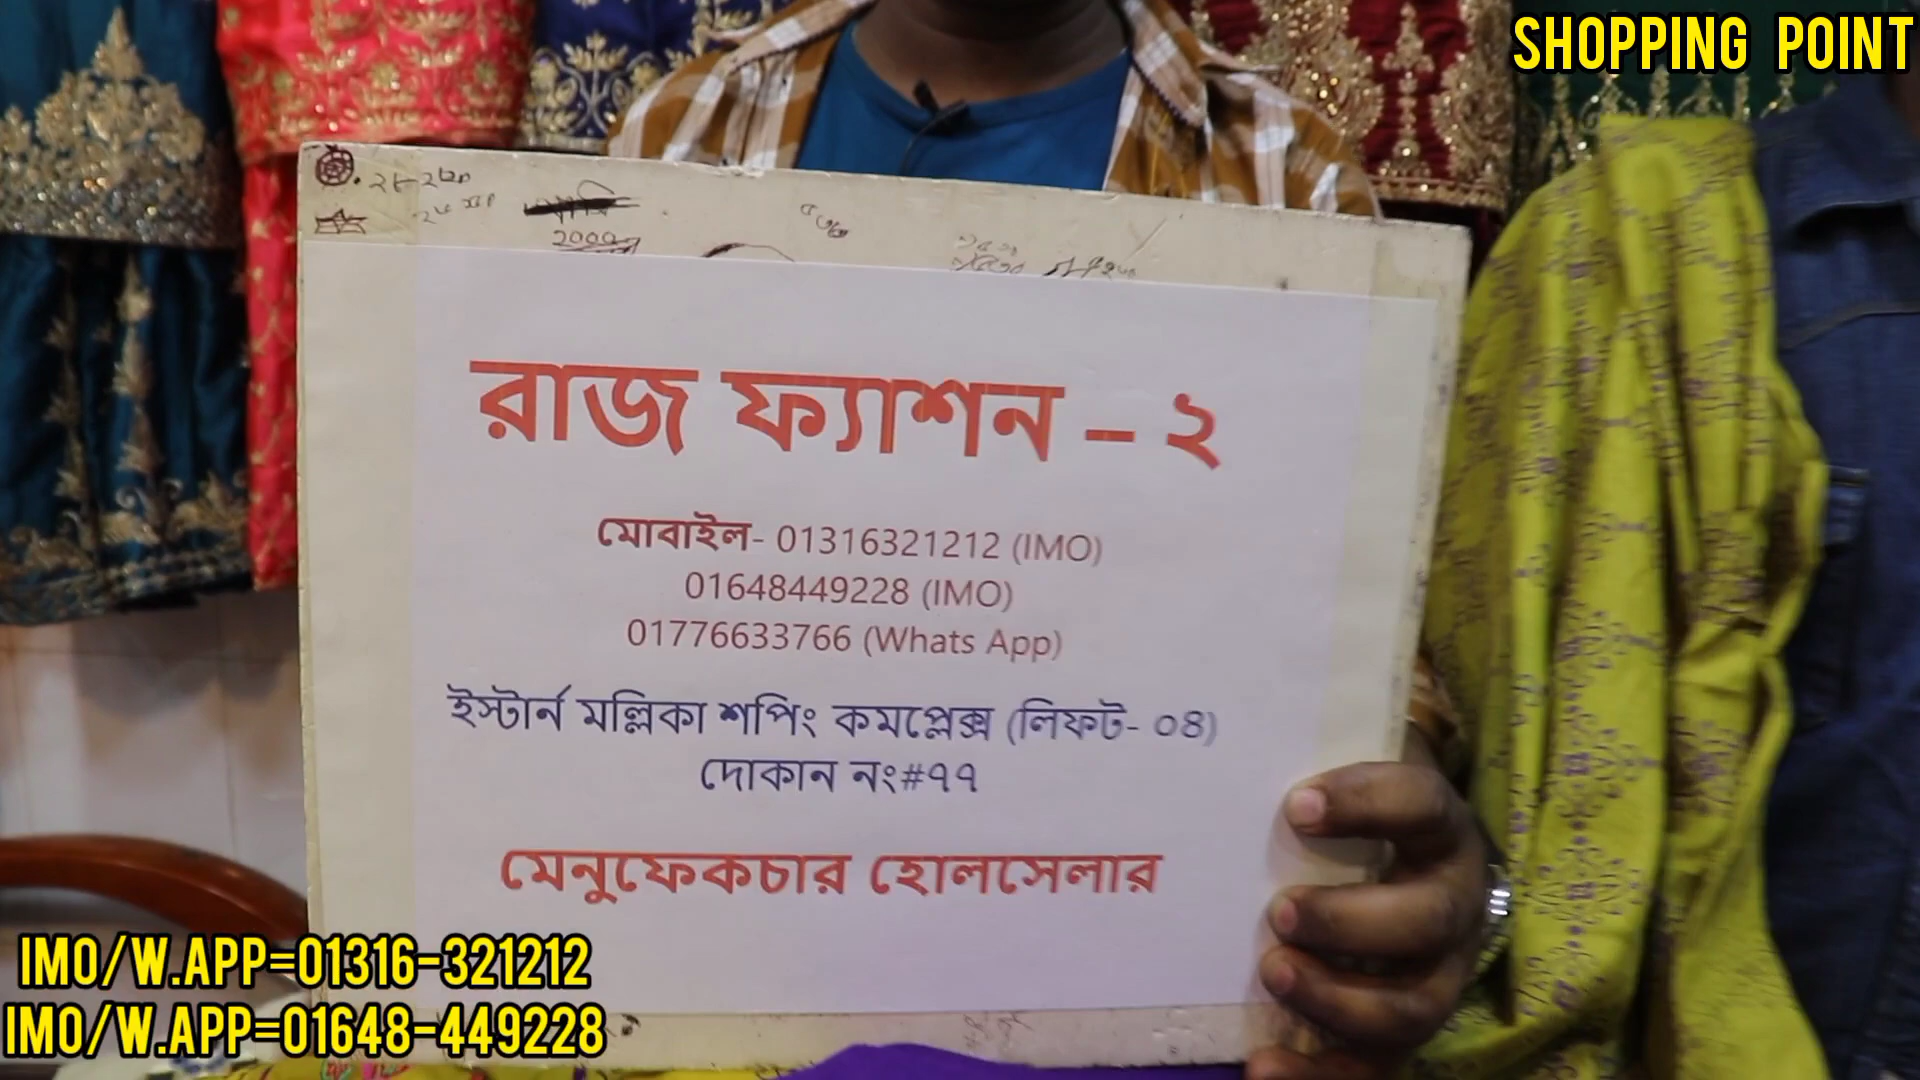 SHOPPING POINT
2000
রাজ ফ্যাশন - ২
মোবাইল- 01316321212 (IMO)
01648449228 (IMO)
01776633766 (Whats App)
ইস্টার্ন মল্লিকা শপিং কমপ্লেক্স (লিফট- ০৪)
দোকান নং#৭৭
মেনুফেকচার হোলসেলার
IMO/W.APP=01316-321212
IMO/W.APP=01648-449228